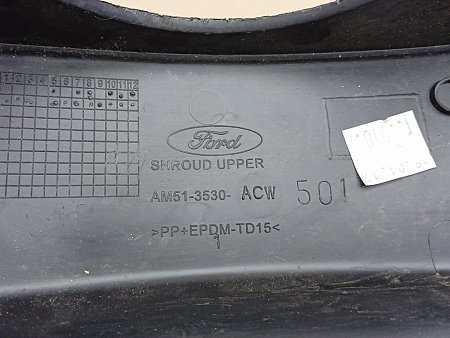 1 2 3 4 5 6 7 8 9 10 11 12
Ford
SHROUD UPPER
AM51-3530- ACW 501
>PP+EPDM-TD15<
1